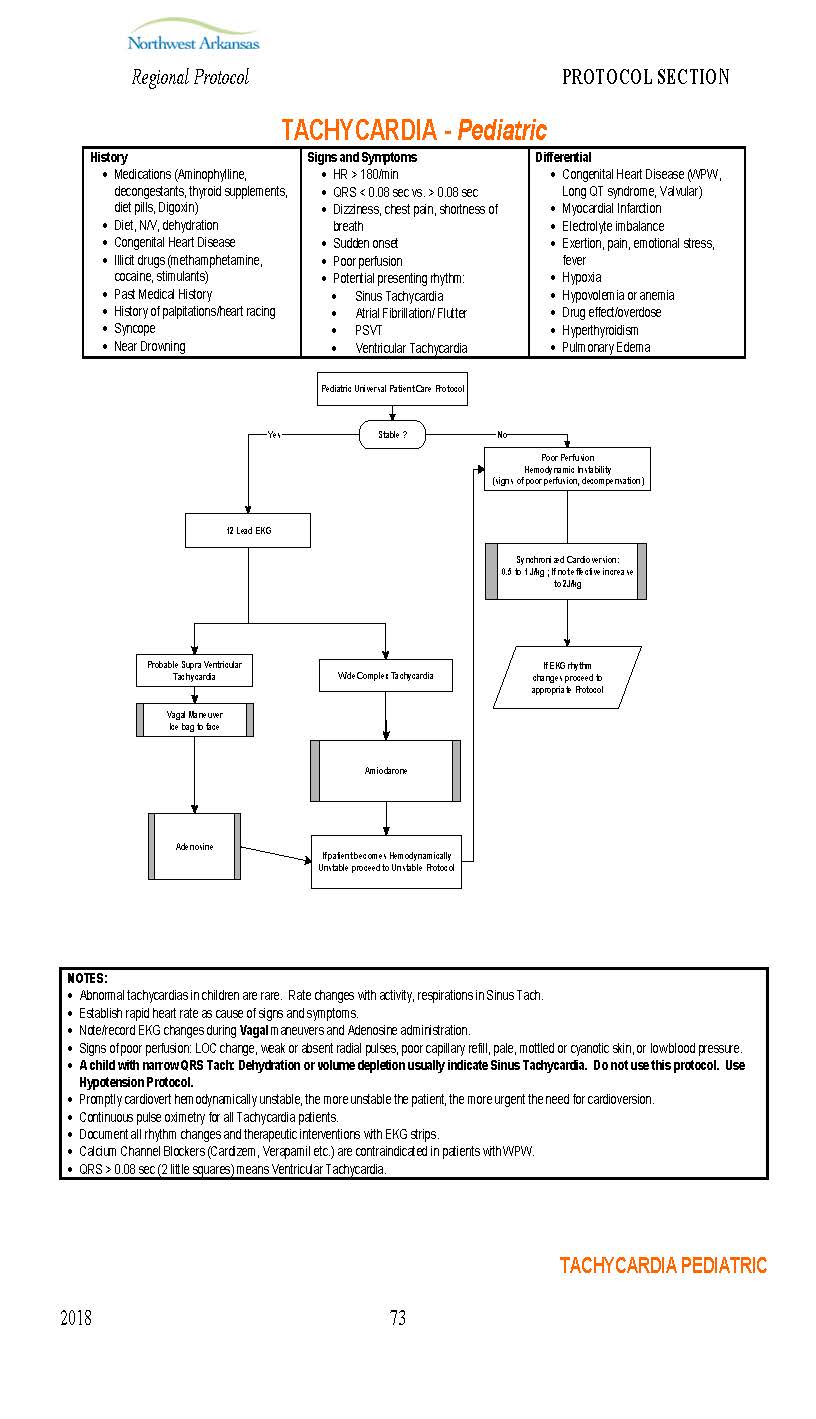 Northwest Arkansas
Regional Protocol
PROTOCOL SECTION
TACHYCARDIA - Pediatric
History
• Medications (Aminophylline,
decongestants, thyroid supplements,
diet pills, Digoxin)
• Diet, N/V, dehydration
• Congenital Heart Disease
• Illicit drugs (methamphetamine,
cocaine, stimulants)
• Past Medical History
• History of palpitations/heart racing
• Syncope
• Near Drowning
Signs and Symptoms
• HR > 180/min
• QRS < 0.08 sec vs. > 0.08 sec
• Dizziness, chest pain, shortness of
breath
• Sudden onset
• Poor perfusion
• Potential presenting rhythm:
• Sinus Tachycardia
• Atrial Fibrillation/ Flutter
• PSVT
• Ventricular Tachycardia
Differential
• Congenital Heart Disease (WPW,
Long QT syndrome, Valvular)
• Myocardial Infarction
• Electrolyte imbalance
• Exertion, pain, emotional stress,
fever
• Hypoxia
• Hypovolemia or anemia
• Drug effect/overdose
• Hyperthyroidism
• Pulmonary Edema
Pediatric Universal Patient Care Protocol
Stable ?
Yes
No
Poor Perfusion
Hemodynamic Instability
(signs of poor perfusion, decompensation)
12 Lead EKG
Synchronized Cardioversion:
0.5 to 1 J/kg ; If not effective increase
to 2J/kg
Probable Supra Ventricular
Tachycardia
Wide Complex Tachycardia
If EKG rhythm
changes proceed to
appropriate Protocol
Vagal Maneuver
Ice bag to face
Amiodarone
Adenosine
If patient becomes Hemodynamically
Unstable proceed to Unstable Protocol
NOTES:
• Abnormal tachycardias in children are rare. Rate changes with activity, respirations in Sinus Tach.
• Establish rapid heart rate as cause of signs and symptoms.
• Note/record EKG changes during Vagal maneuvers and Adenosine administration.
• Signs of poor perfusion: LOC change, weak or absent radial pulses, poor capillary refill, pale, mottled or cyanotic skin, or low blood pressure.
• A child with narrow QRS Tach: Dehydration or volume depletion usually indicate Sinus Tachycardia. Do not use this protocol. Use
Hypotension Protocol.
• Promptly cardiovert hemodynamically unstable, the more unstable the patient, the more urgent the need for cardioversion.
• Continuous pulse oximetry for all Tachycardia patients.
• Document all rhythm changes and therapeutic interventions with EKG strips.
• Calcium Channel Blockers (Cardizem, Verapamil etc.) are contraindicated in patients with WPW.
• QRS > 0.08 sec (2 little squares) means Ventricular Tachycardia.
TACHYCARDIA PEDIATRIC
2018
73